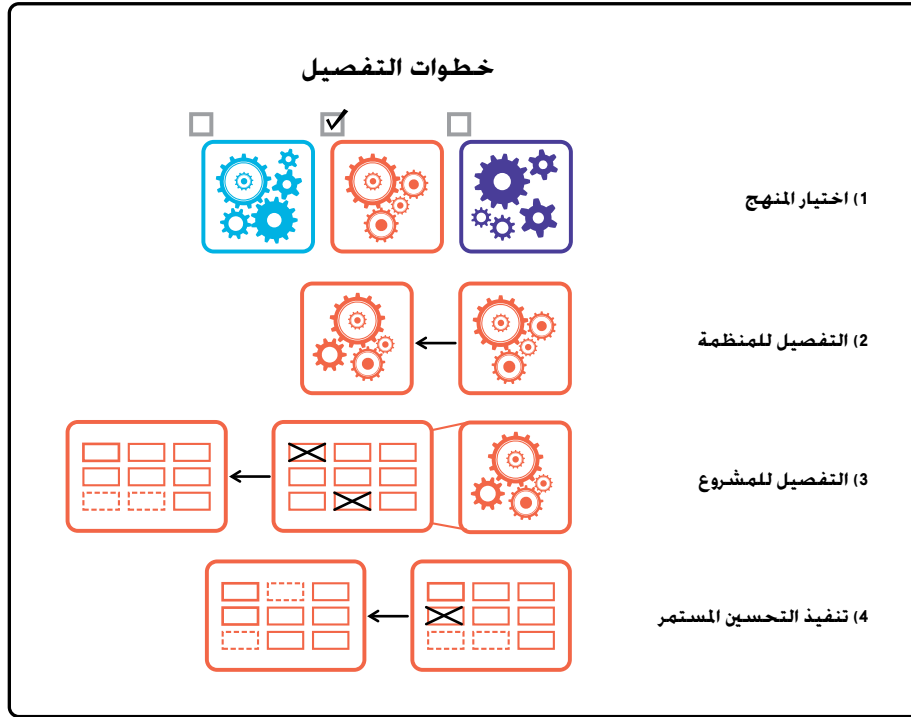 خطوات التفصيل
1) اختيار المنهج
2) التفصيل للمنظمة
3) التفصيل للمشروع
4) تنفيذ التحسين المستمر